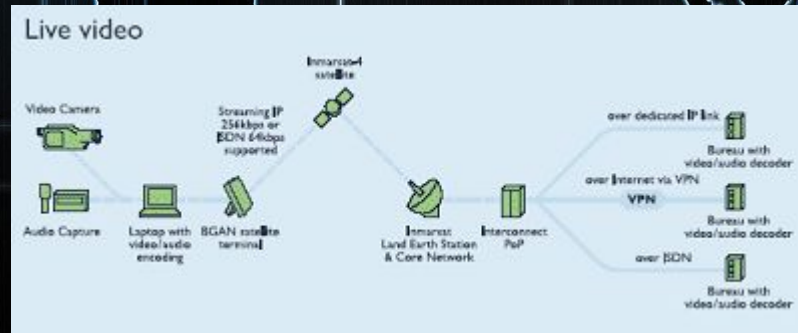 Live video
Inmarsat-4
satellite
Video Camera
Streaming IP
256kbps or
ISDN 64kbps
supported
over dedicated IP link
Bureau with
video/audio decoder
over Internet via VPN
VPN
Audio Capture
Laptop with
video/audio
encoding
BGAN satellite
terminal
Inmarsat
Land Earth Station
& Core Network
Interconnect
PoP
Bureau with
video/audio decoder
over ISDN
Bureau with
video/audio decoder